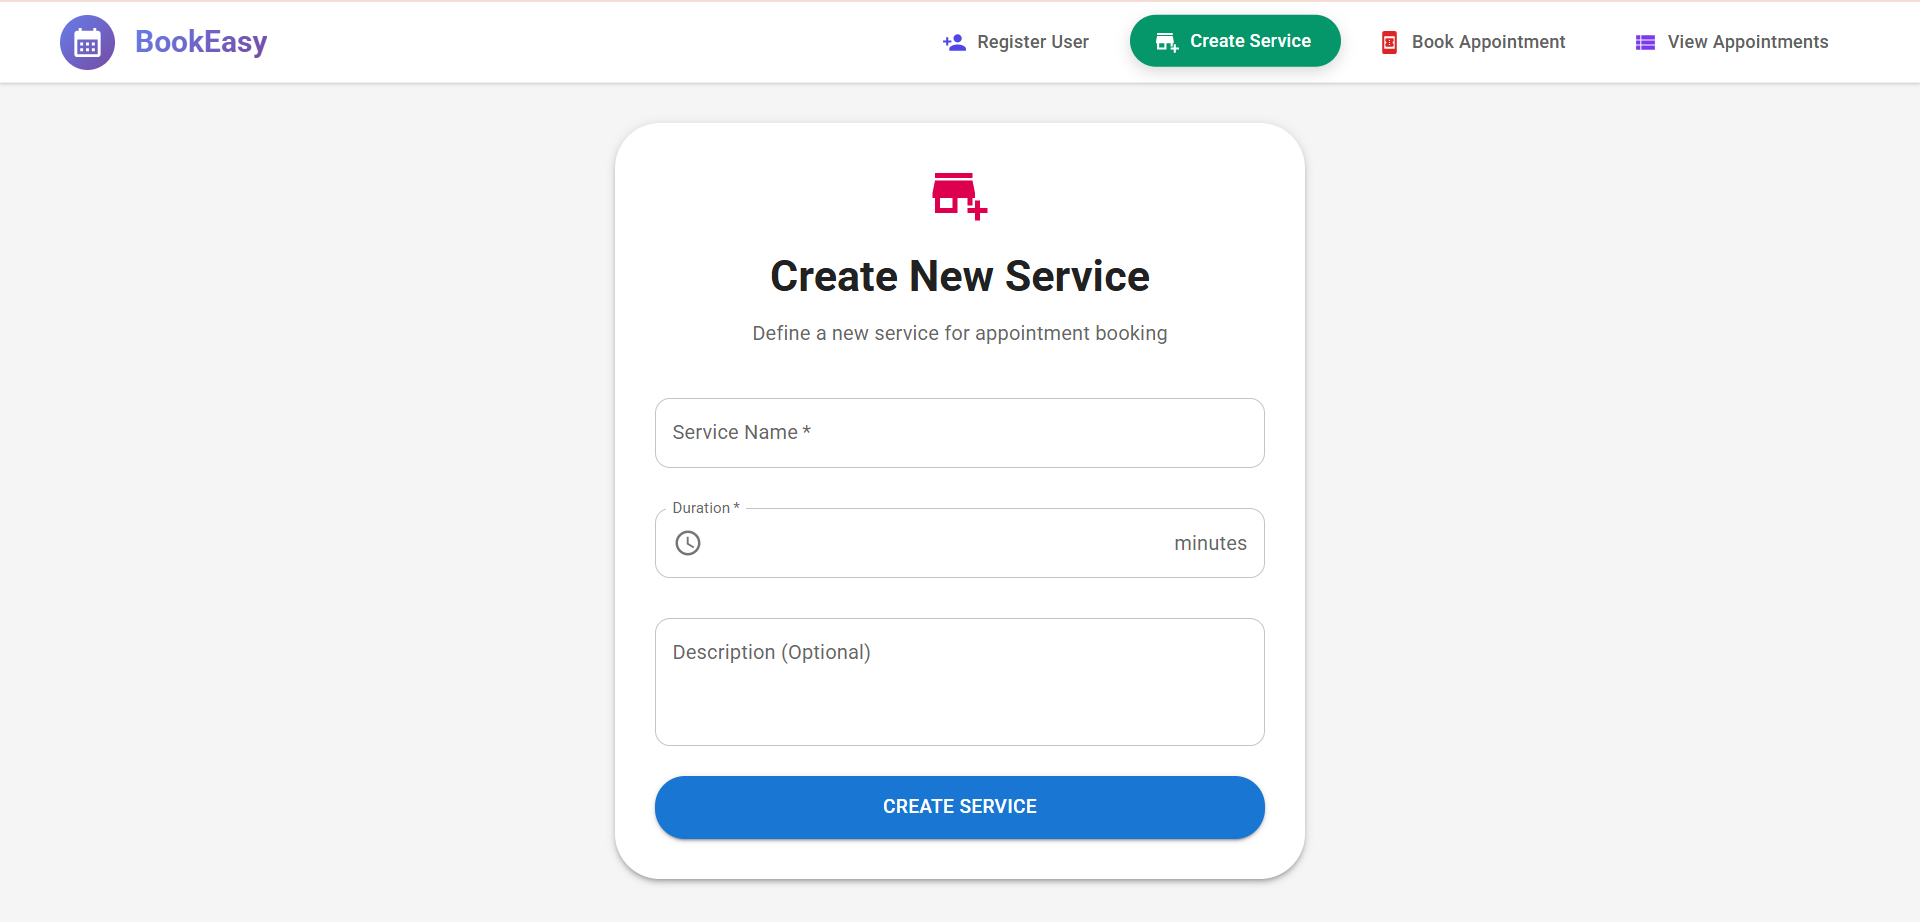 BookEasy
Register User
Create Service
Book Appointment
View Appointments
Create New Service
Define a new service for appointment booking
Service Name *
Duration *
minutes
Description (Optional)
CREATE SERVICE